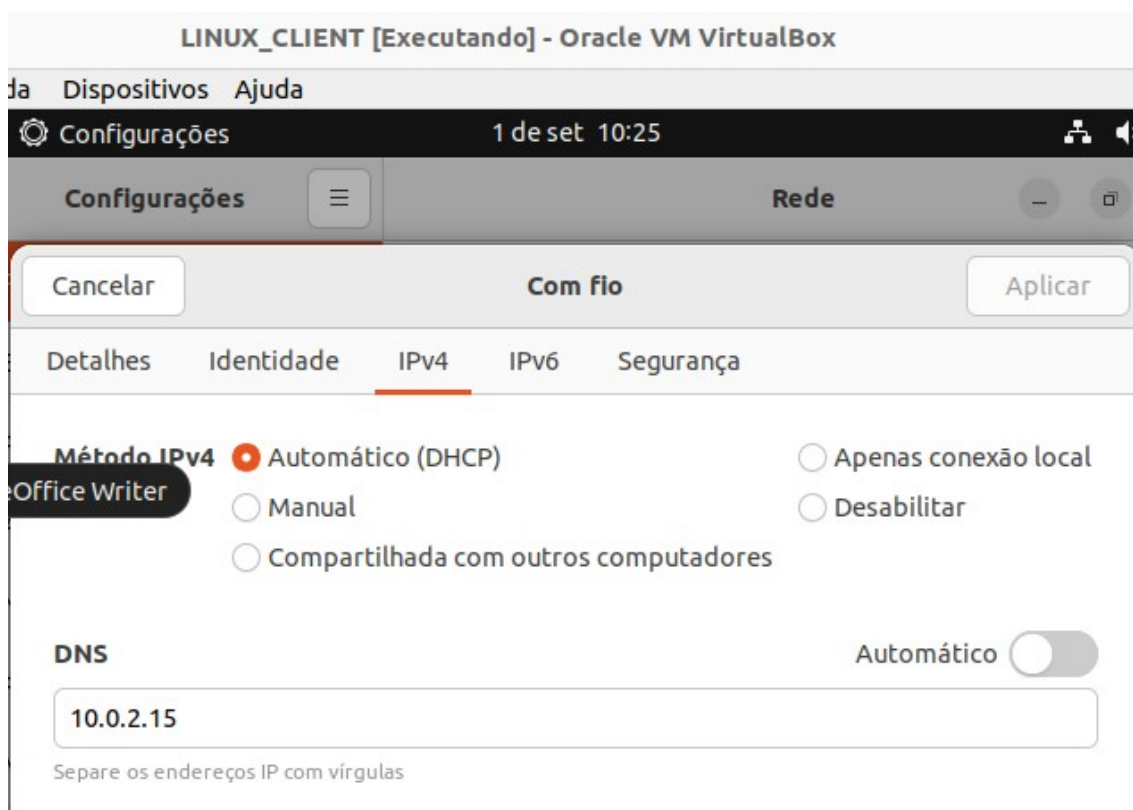 LINUX_CLIENT [Executando] - Oracle VM VirtualBox
da Dispositivos Ajuda
Configurações 1 de set 10:25
Configurações Rede
Cancelar Com fio Aplicar
Detalhes Identidade IPv4 IPv6 Segurança
Método IPv4 Automático (DHCP) Apenas conexão local
eOffice Writer
Manual Desabilitar
Compartilhada com outros computadores
DNS Automático
10.0.2.15
Separe os endereços IP com vírgulas